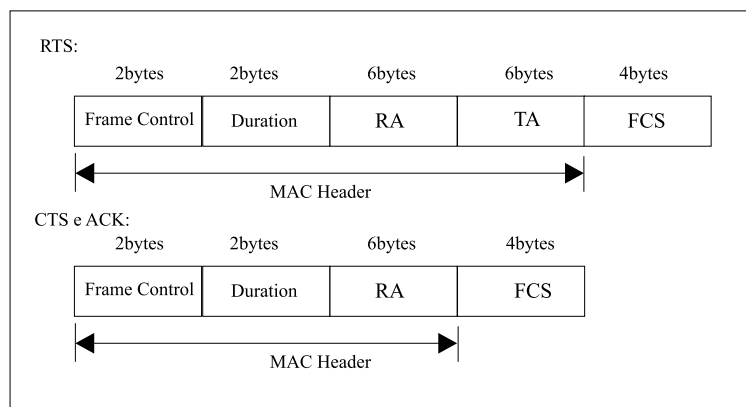 RTS:
2bytes 2bytes 6bytes 6bytes 4bytes
Frame Control Duration RA TA FCS
MAC Header
CTS e ACK:
2bytes 2bytes 6bytes 4bytes
Frame Control Duration RA FCS
MAC Header